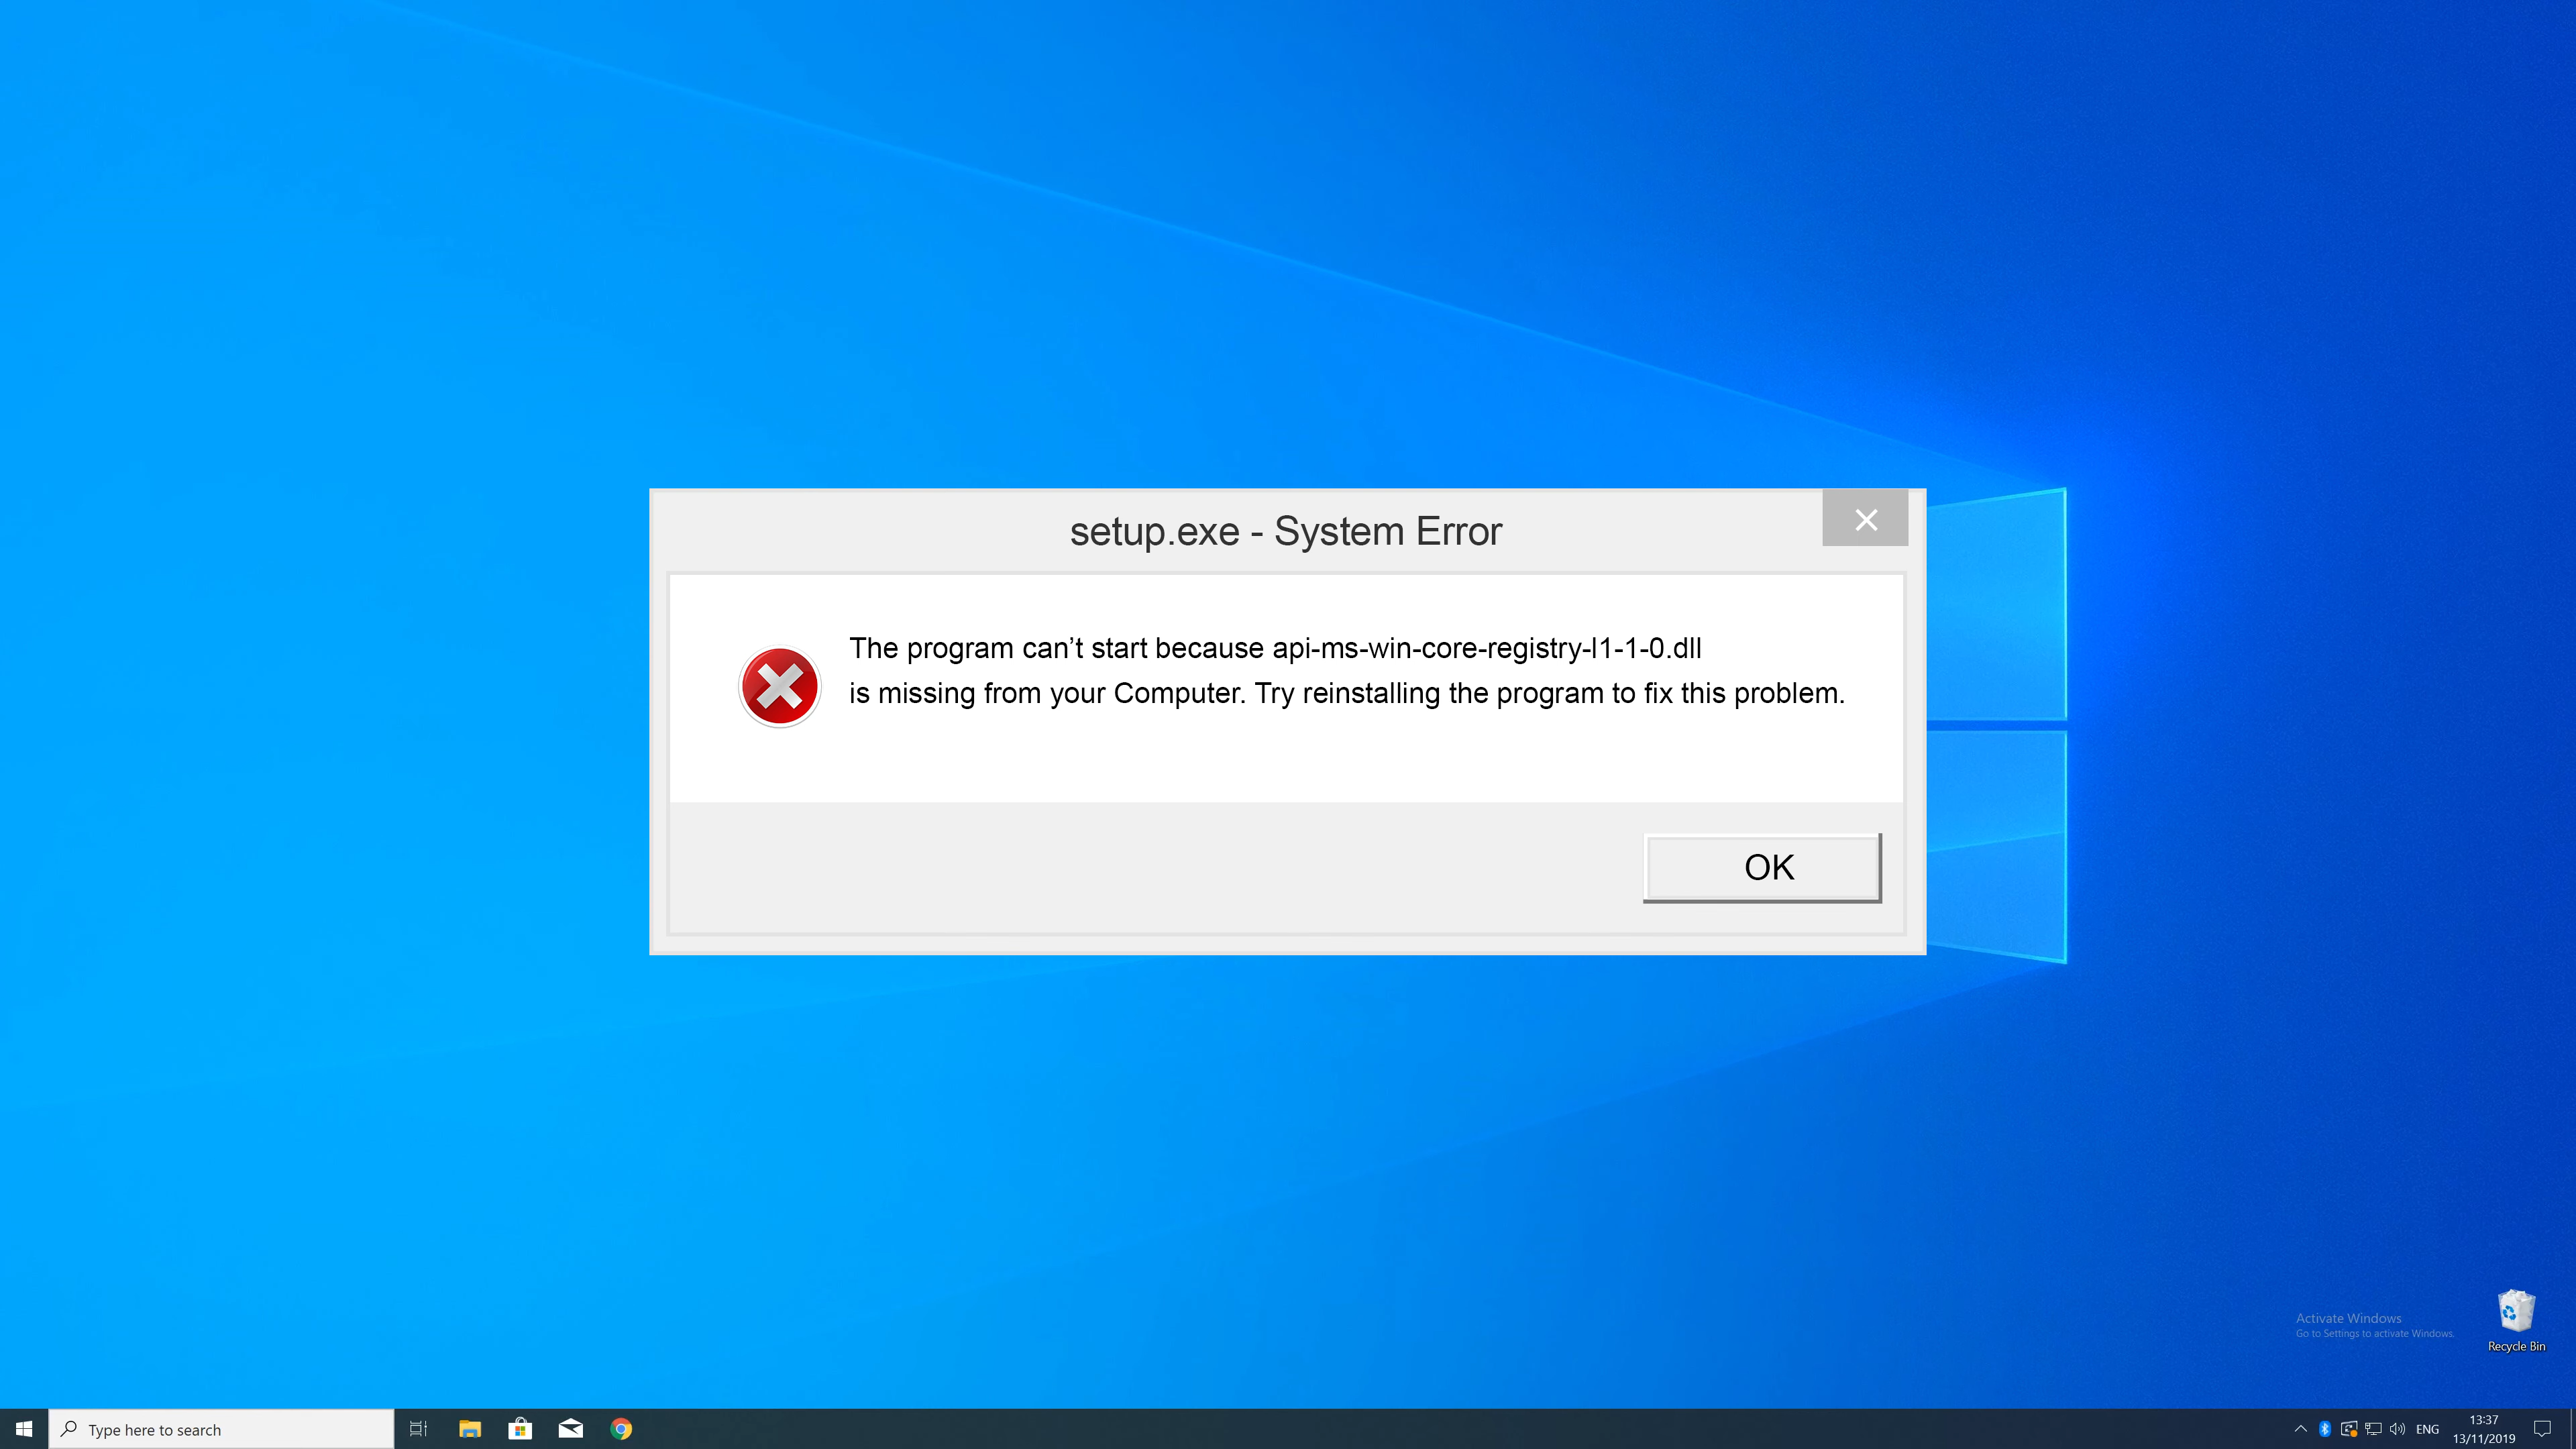 setup.exe - System Error
The program can’t start because api-ms-win-core-registry-l1-1-0.dll
is missing from your Computer. Try reinstalling the program to fix this problem.
OK
Activate Windows
Go to Settings to activate Windows.
Recycle Bin
Type here to search
ENG
13:37
13/11/2019